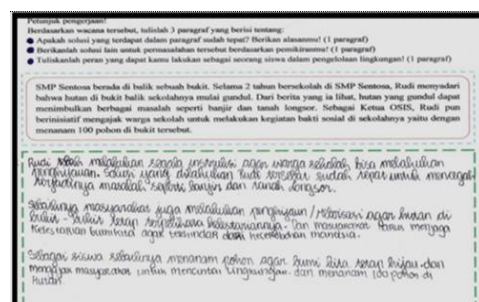 Petunjuk pengerjaan!
Berdasarkan wacana tersebut, tulislah 3 paragraf yang berisi tentang:
● Apakah solusi yang terdapat dalam paragraf sudah tepat? Berikan alasanmu! (1 paragraf)
● Berikanlah solusi lain untuk permasalahan tersebut berdasarkan pemikiranmu! (1 paragraf)
● Tuliskanlah peran yang dapat kamu lakukan sebagai seorang siswa dalam pengelolaan lingkungan! (1 paragraf)
SMP Sentosa berada di balik sebuah bukit. Selama 2 tahun bersekolah di SMP Sentosa, Rudi menyadari
bahwa hutan di bukit balik sekolahnya mulai gundul. Dari berita yang ia lihat, hutan yang gundul dapat
menimbulkan berbagai masalah seperti banjir dan tanah longsor. Sebagai Ketua OSIS, Rudi pun
berinisiatif mengajak warga sekolah untuk melakukan kegiatan bakti sosial di sekolahnya yaitu dengan
menanam 100 pohon di bukit tersebut.
Rudi melakukan segala agar warga sekolah bisa melakukan
penghijauan. Solusi yang dilakukan Rudi tersebut sudah tepat untuk mencegah
terjadinya masalah seperti banjir dan tanah longsor.
Sebaiknya masyarakat juga melakukan penghijauan / reboisasi agar hutan di
bukit - bukit tetap kelestariannya. Dan masyarakat harus menjaga
kelestarian bumi kita agar terhindar dari manusia.
Sebagai siswa sebaiknya menanam pohon agar bumi kita tetap hijau. dan
mengajak masyarakat untuk mencintai lingkungan. dan menanam 100 pohon di
hutan.